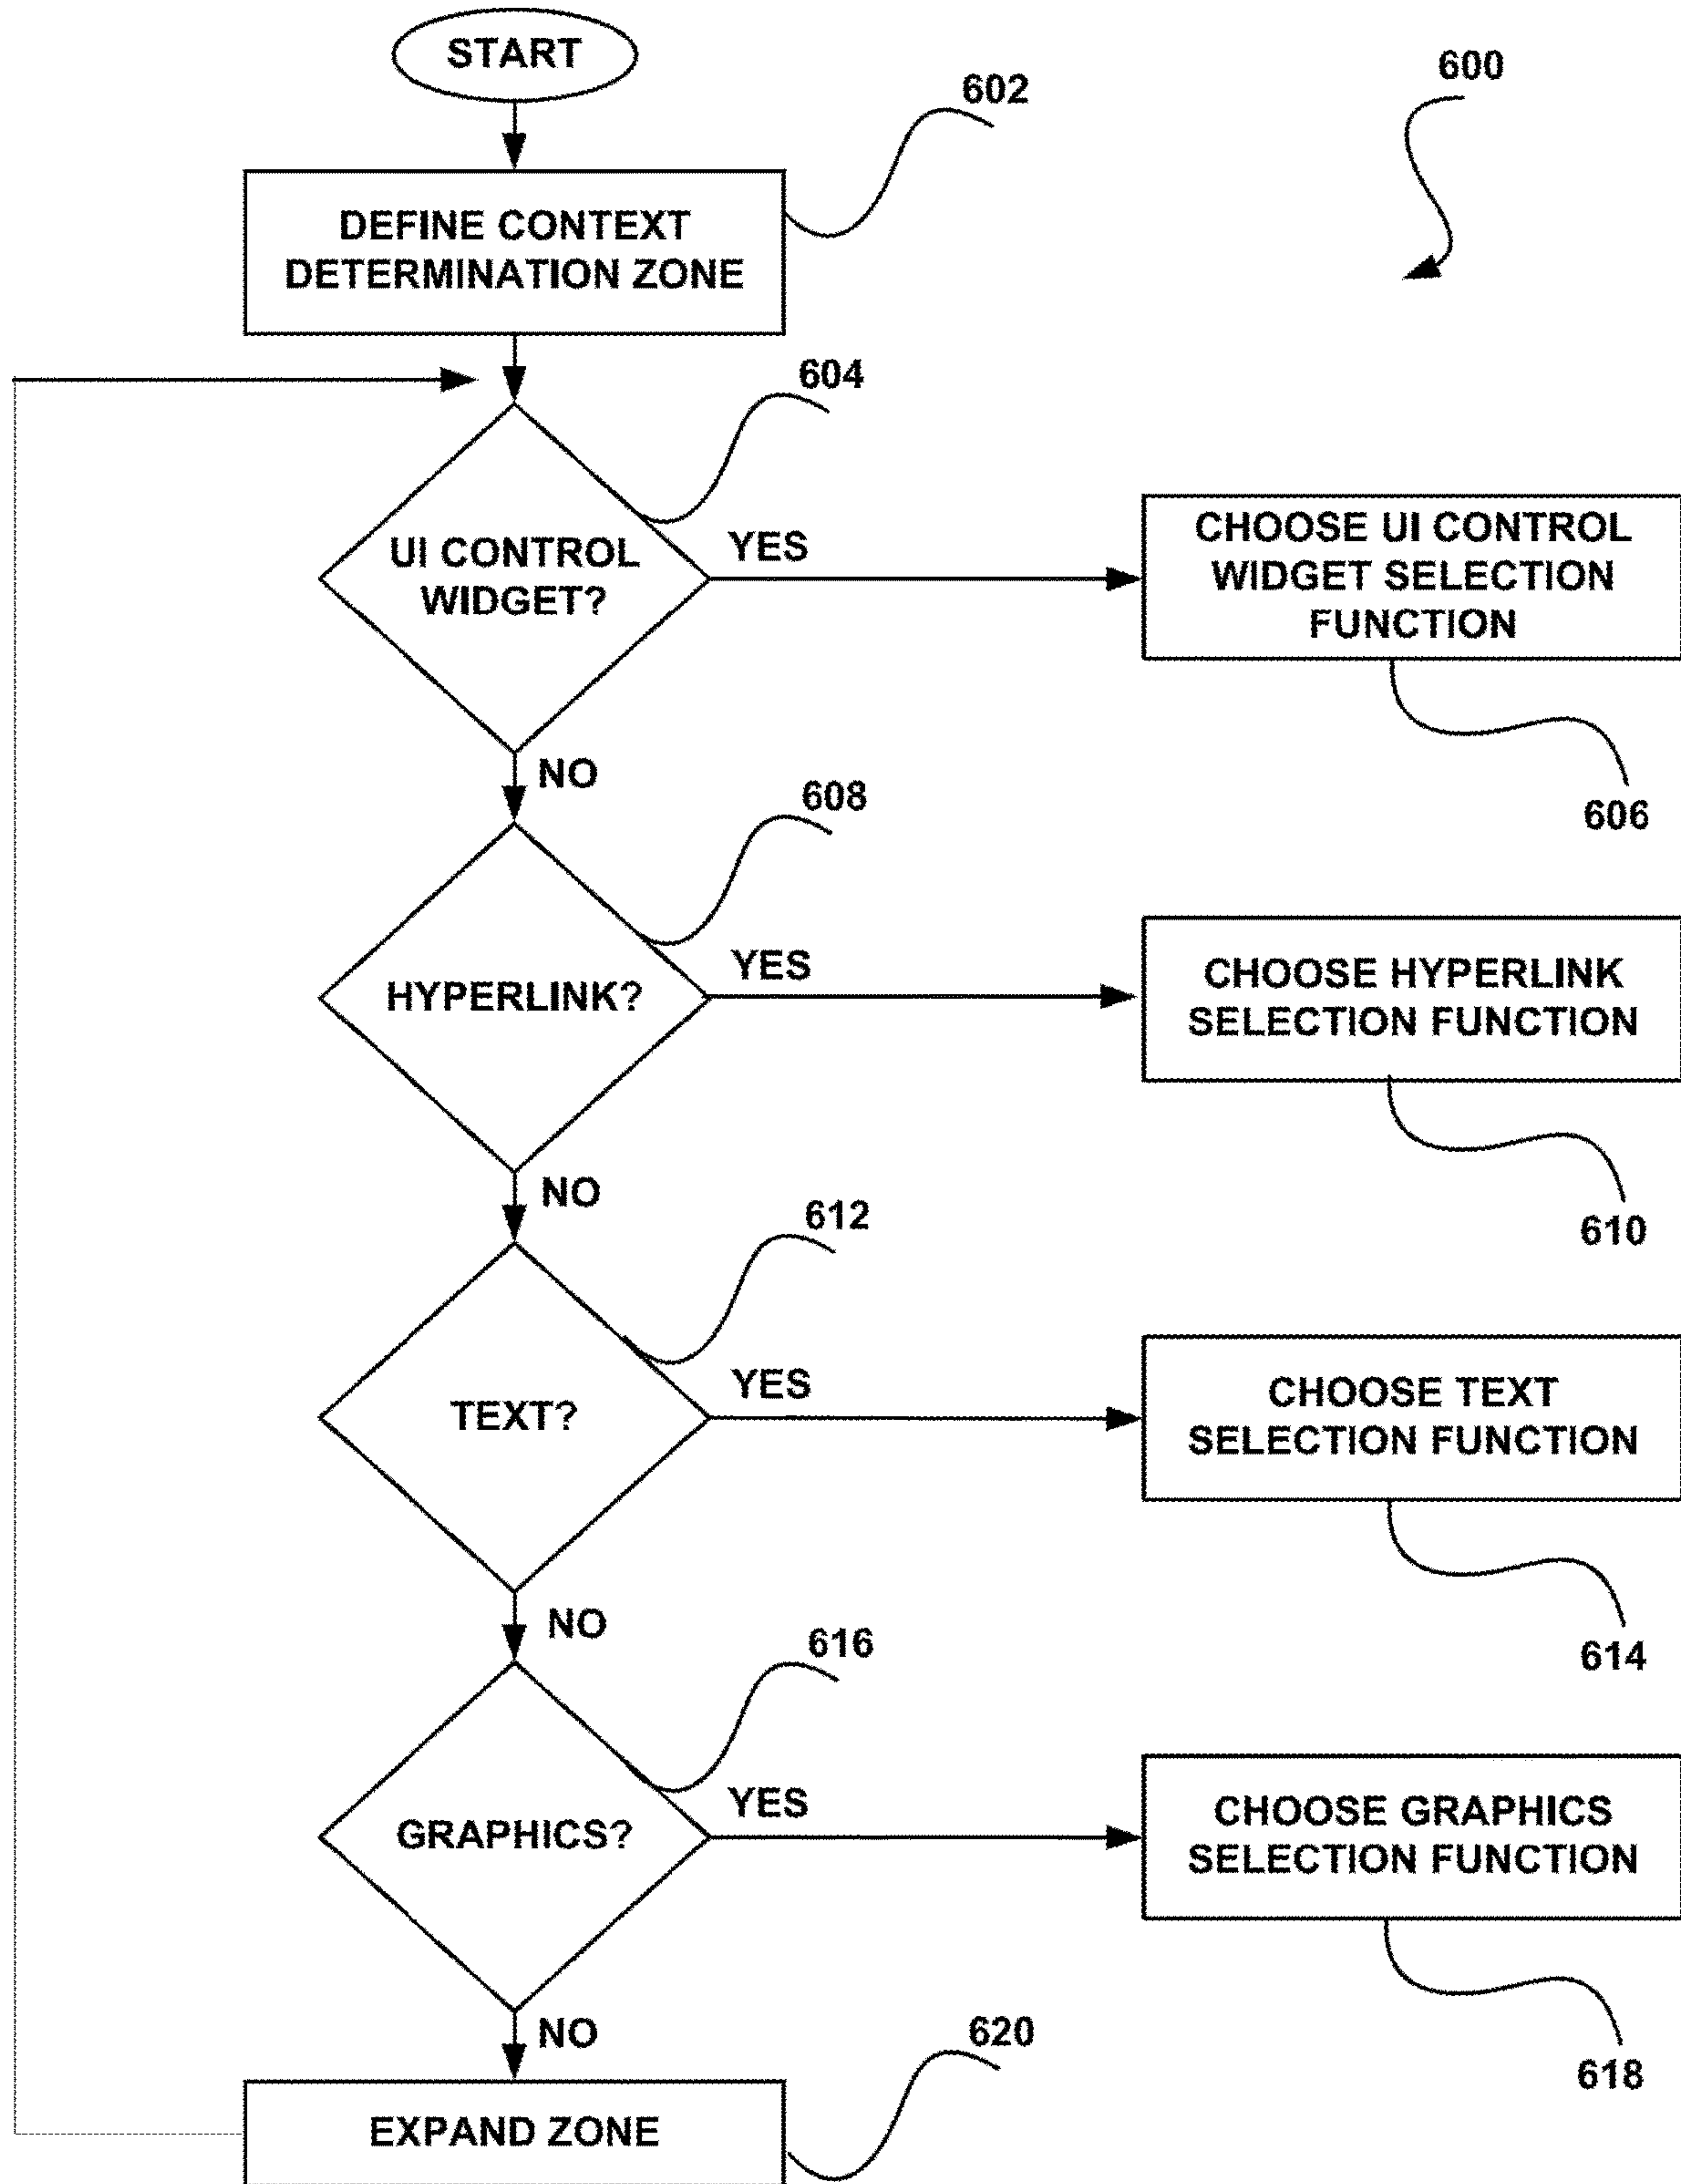 START
602
600
DEFINE CONTEXT
DETERMINATION ZONE
604
UI CONTROL
WIDGET?
YES
CHOOSE UI CONTROL
WIDGET SELECTION
FUNCTION
606
NO
608
HYPERLINK?
YES
CHOOSE HYPERLINK
SELECTION FUNCTION
610
NO
612
TEXT?
YES
CHOOSE TEXT
SELECTION FUNCTION
614
NO
616
GRAPHICS?
YES
CHOOSE GRAPHICS
SELECTION FUNCTION
618
NO
620
EXPAND ZONE